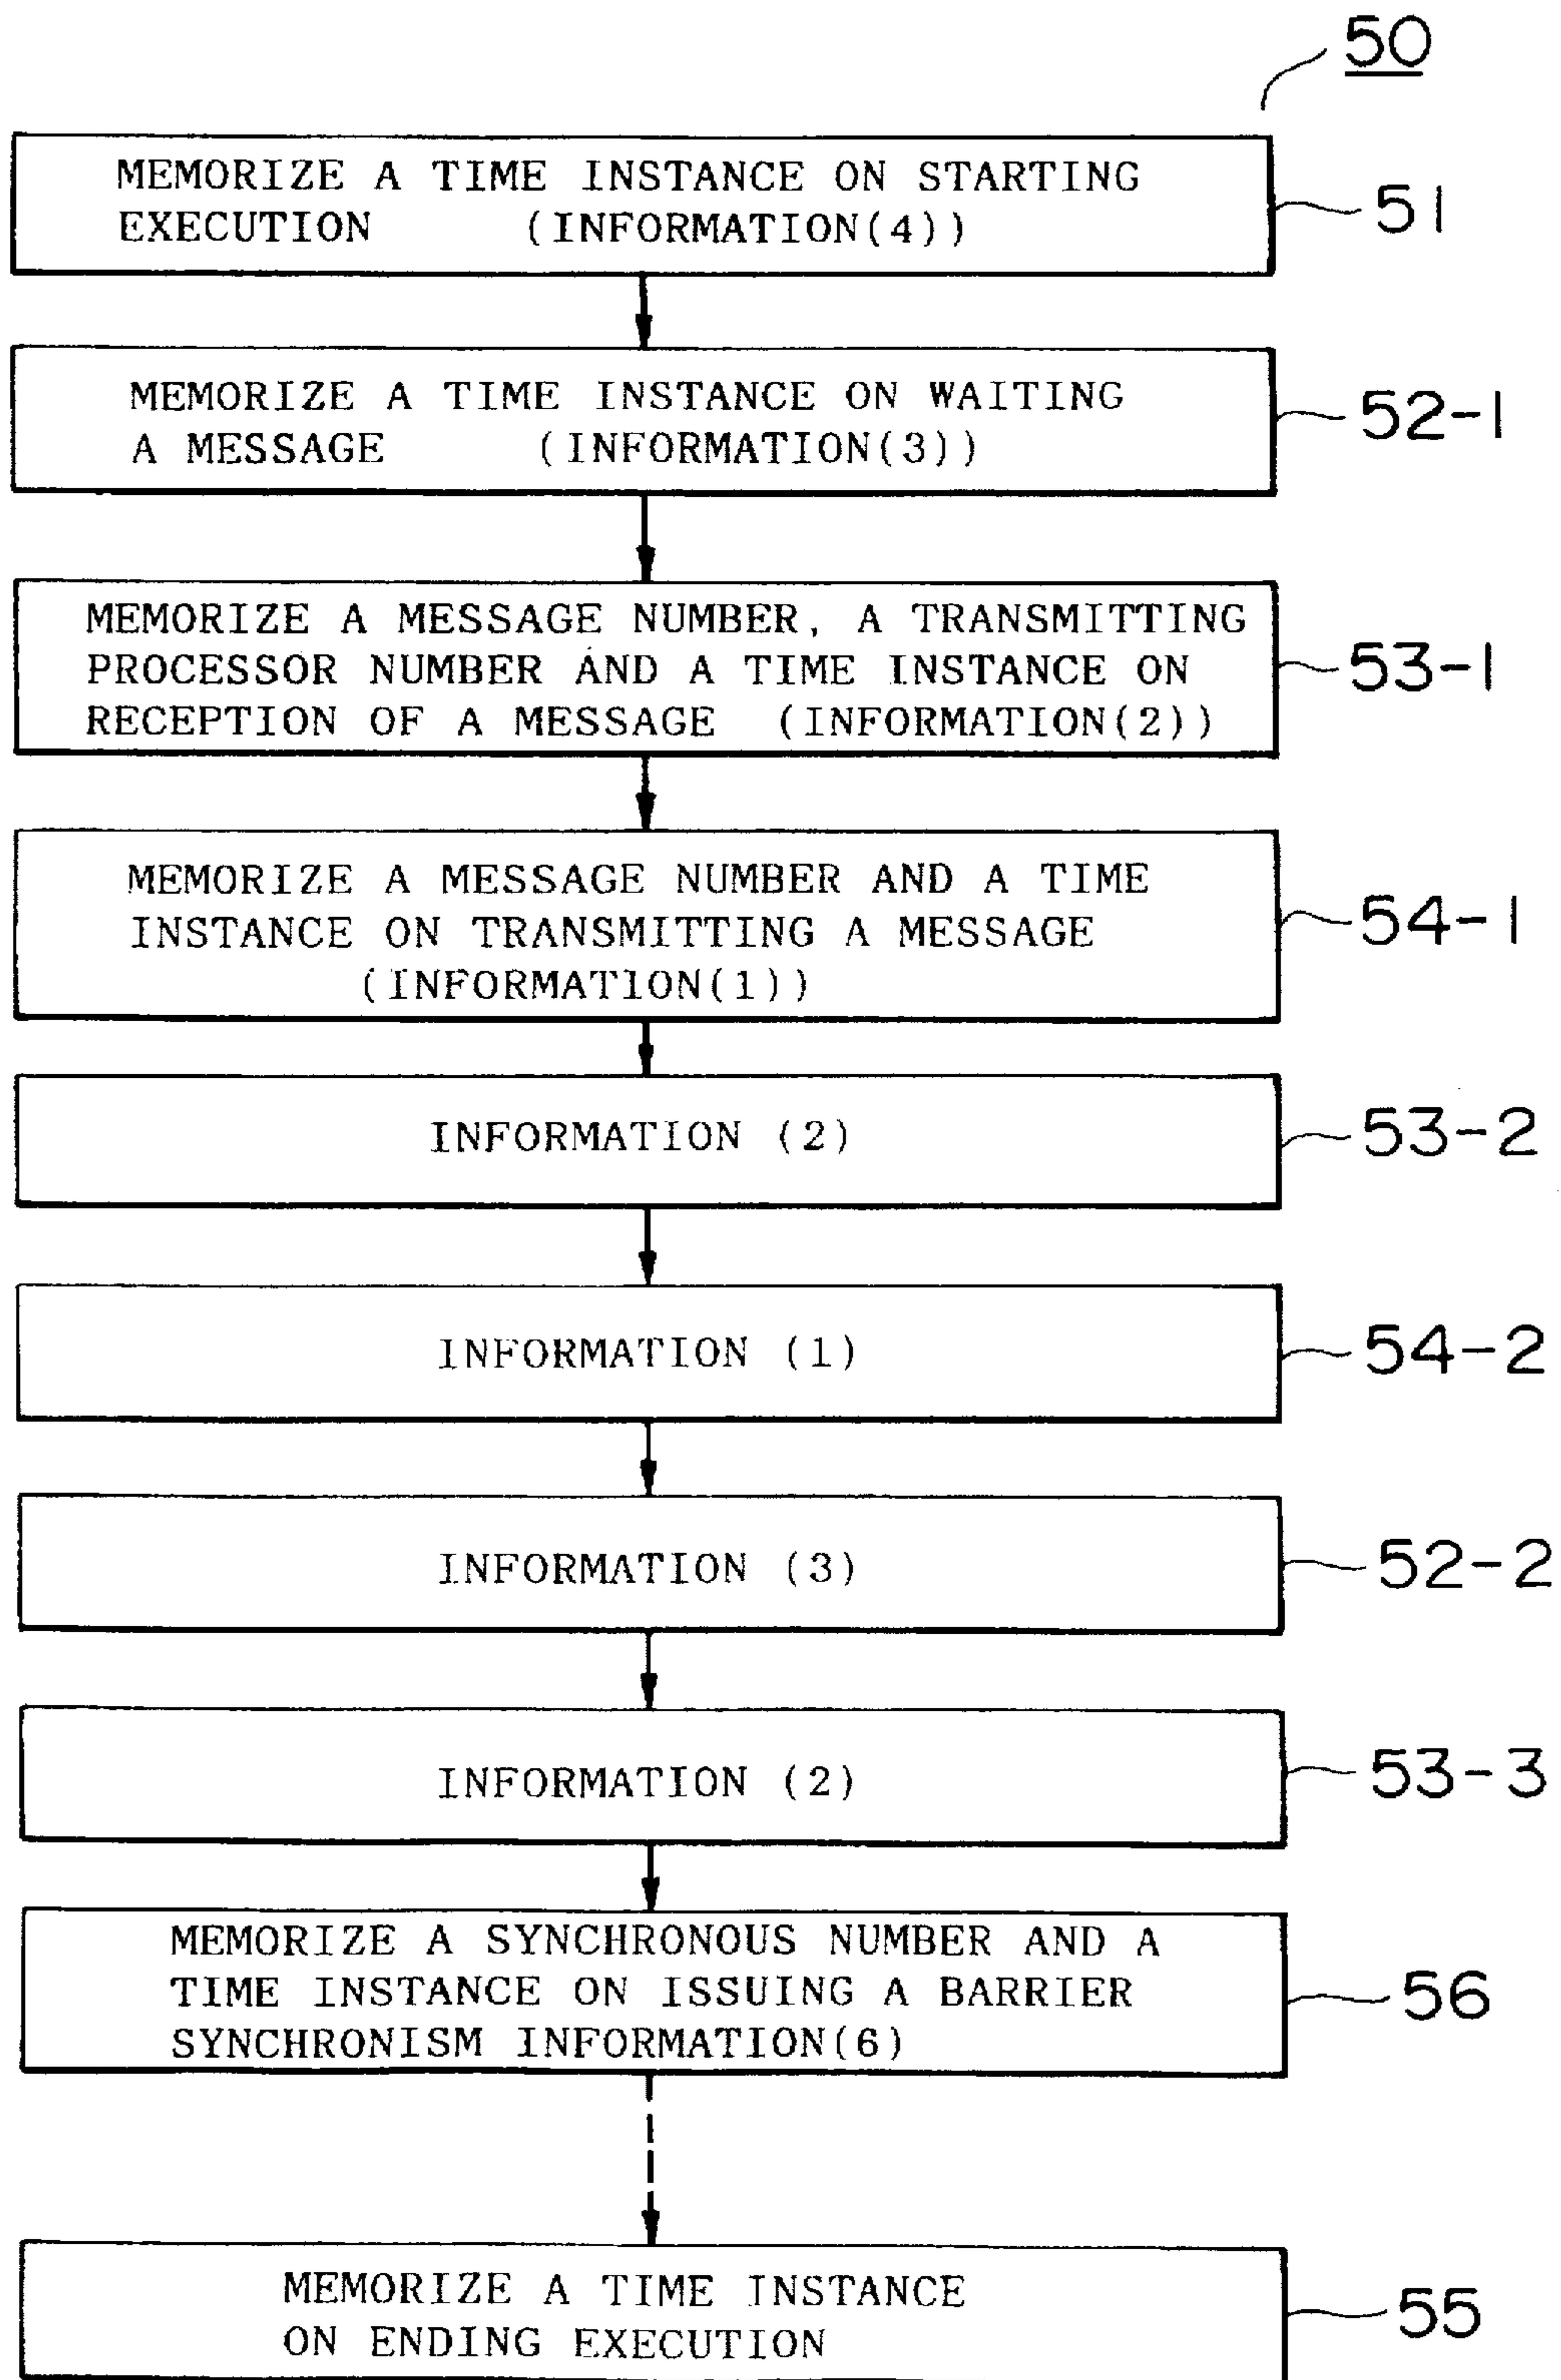 50
MEMORIZE A TIME INSTANCE ON STARTING
EXECUTION (INFORMATION(4))
51
MEMORIZE A TIME INSTANCE ON WAITING
A MESSAGE (INFORMATION(3))
52-1
MEMORIZE A MESSAGE NUMBER, A TRANSMITTING
PROCESSOR NUMBER AND A TIME INSTANCE ON
RECEPTION OF A MESSAGE (INFORMATION(2))
53-1
MEMORIZE A MESSAGE NUMBER AND A TIME
INSTANCE ON TRANSMITTING A MESSAGE
(INFORMATION(1))
54-1
INFORMATION (2)
53-2
INFORMATION (1)
54-2
INFORMATION (3)
52-2
INFORMATION (2)
53-3
MEMORIZE A SYNCHRONOUS NUMBER AND A
TIME INSTANCE ON ISSUING A BARRIER
SYNCHRONISM INFORMATION(6)
56
MEMORIZE A TIME INSTANCE
ON ENDING EXECUTION
55